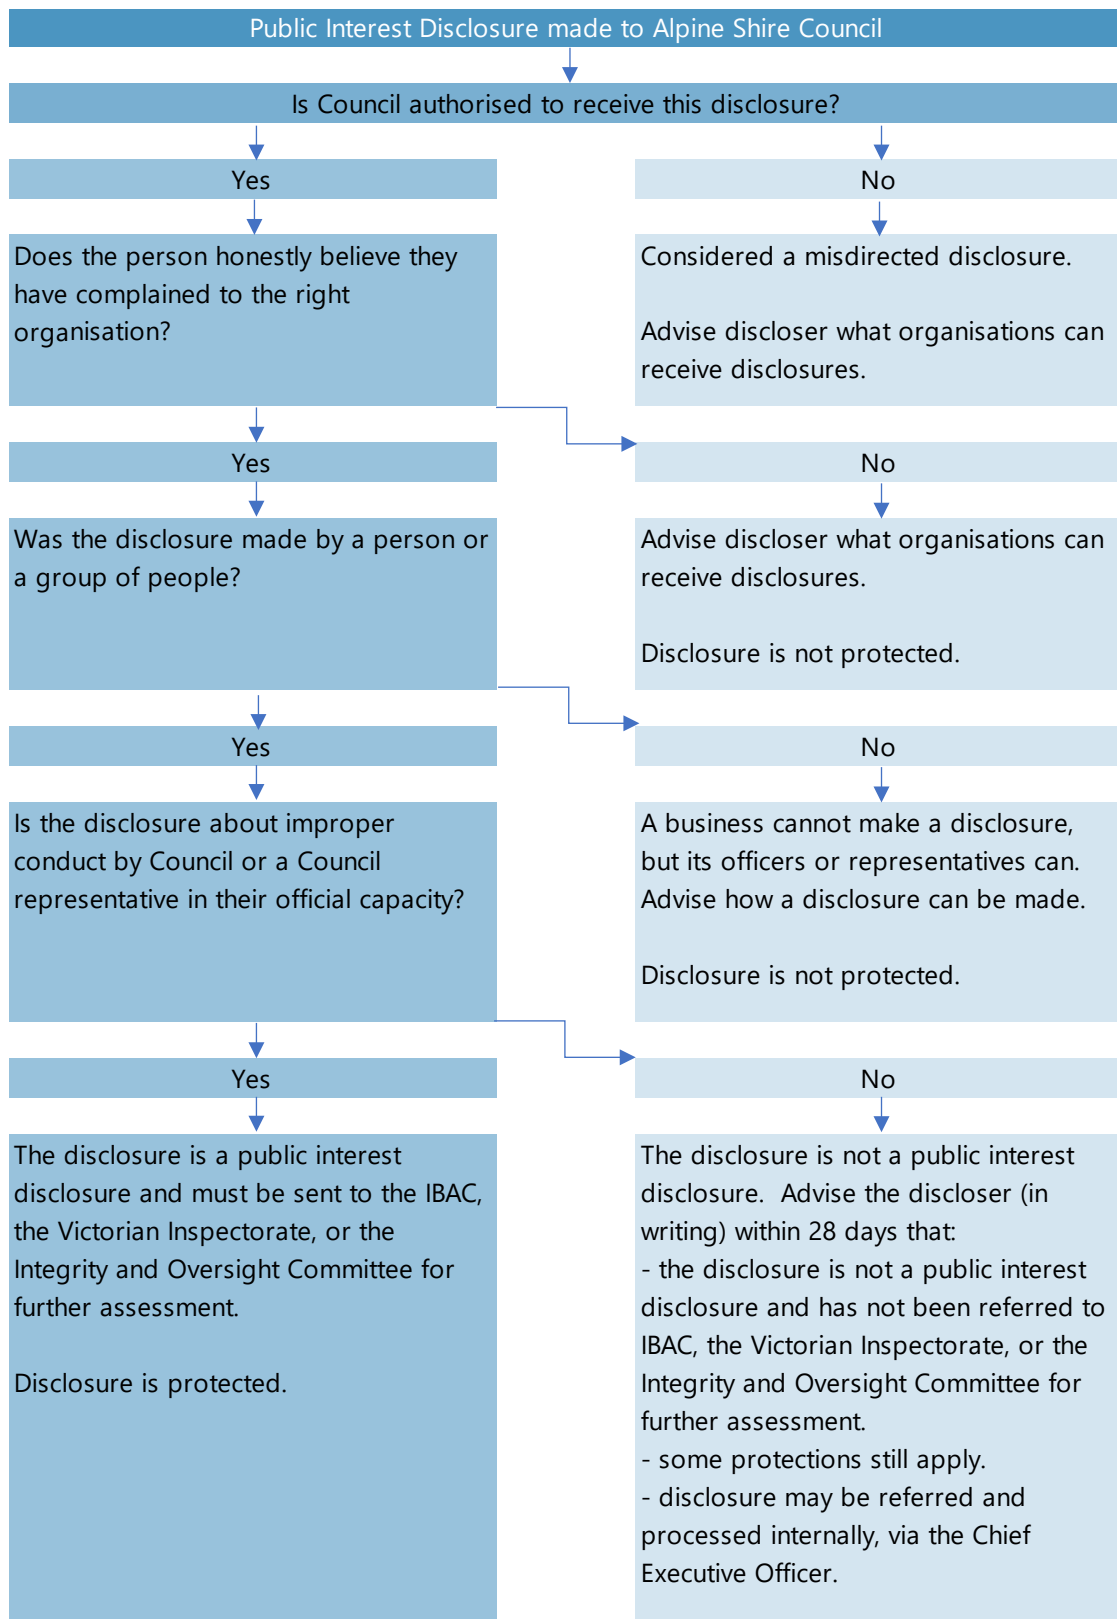 Public Interest Disclosure made to Alpine Shire Council
Is Council authorised to receive this disclosure?
Yes
No
Does the person honestly believe they
have complained to the right
organisation?
Considered a misdirected disclosure.
Advise discloser what organisations can
receive disclosures.
Yes
No
Was the disclosure made by a person or
a group of people?
Advise discloser what organisations can
receive disclosures.
Disclosure is not protected.
Yes
No
Is the disclosure about improper
conduct by Council or a Council
representative in their official capacity?
A business cannot make a disclosure,
but its officers or representatives can.
Advise how a disclosure can be made.
Disclosure is not protected.
Yes
No
The disclosure is a public interest
disclosure and must be sent to the IBAC,
the Victorian Inspectorate, or the
Integrity and Oversight Committee for
further assessment.
Disclosure is protected.
The disclosure is not a public interest
disclosure.  Advise the discloser (in
writing) within 28 days that:
- the disclosure is not a public interest
disclosure and has not been referred to
IBAC, the Victorian Inspectorate, or the
Integrity and Oversight Committee for
further assessment.
- some protections still apply.
- disclosure may be referred and
processed internally, via the Chief
Executive Officer.